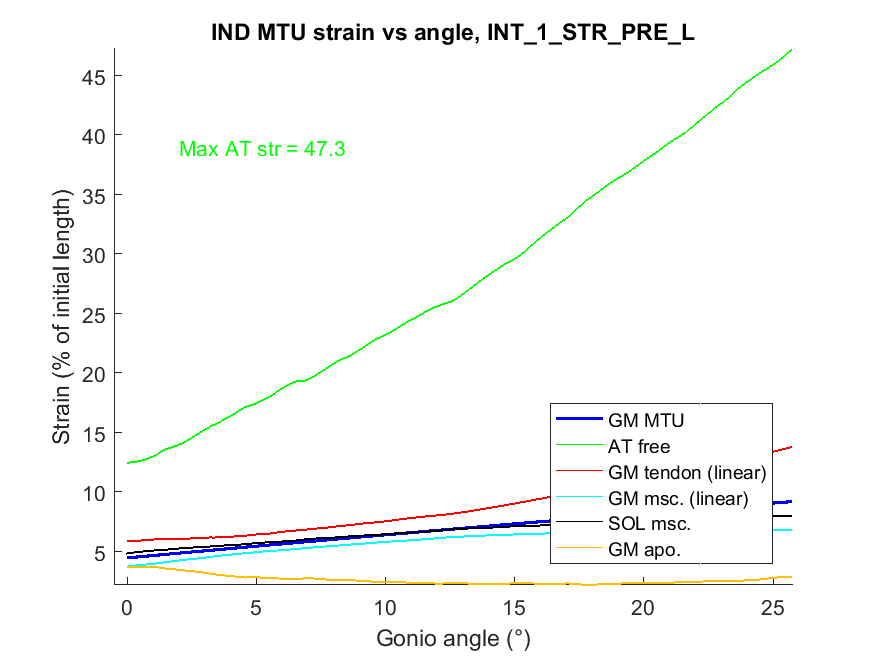 IND MTU strain vs angle, INT_1_STR_PRE_L
45
40
35
30
25
20
15
10
5
Strain (% of initial length)
Max AT str = 47.3
GM MTU
AT free
GM tendon (linear)
GM msc. (linear)
SOL msc.
GM apo.
0 5 10 15 20 25
Gonio angle (°)